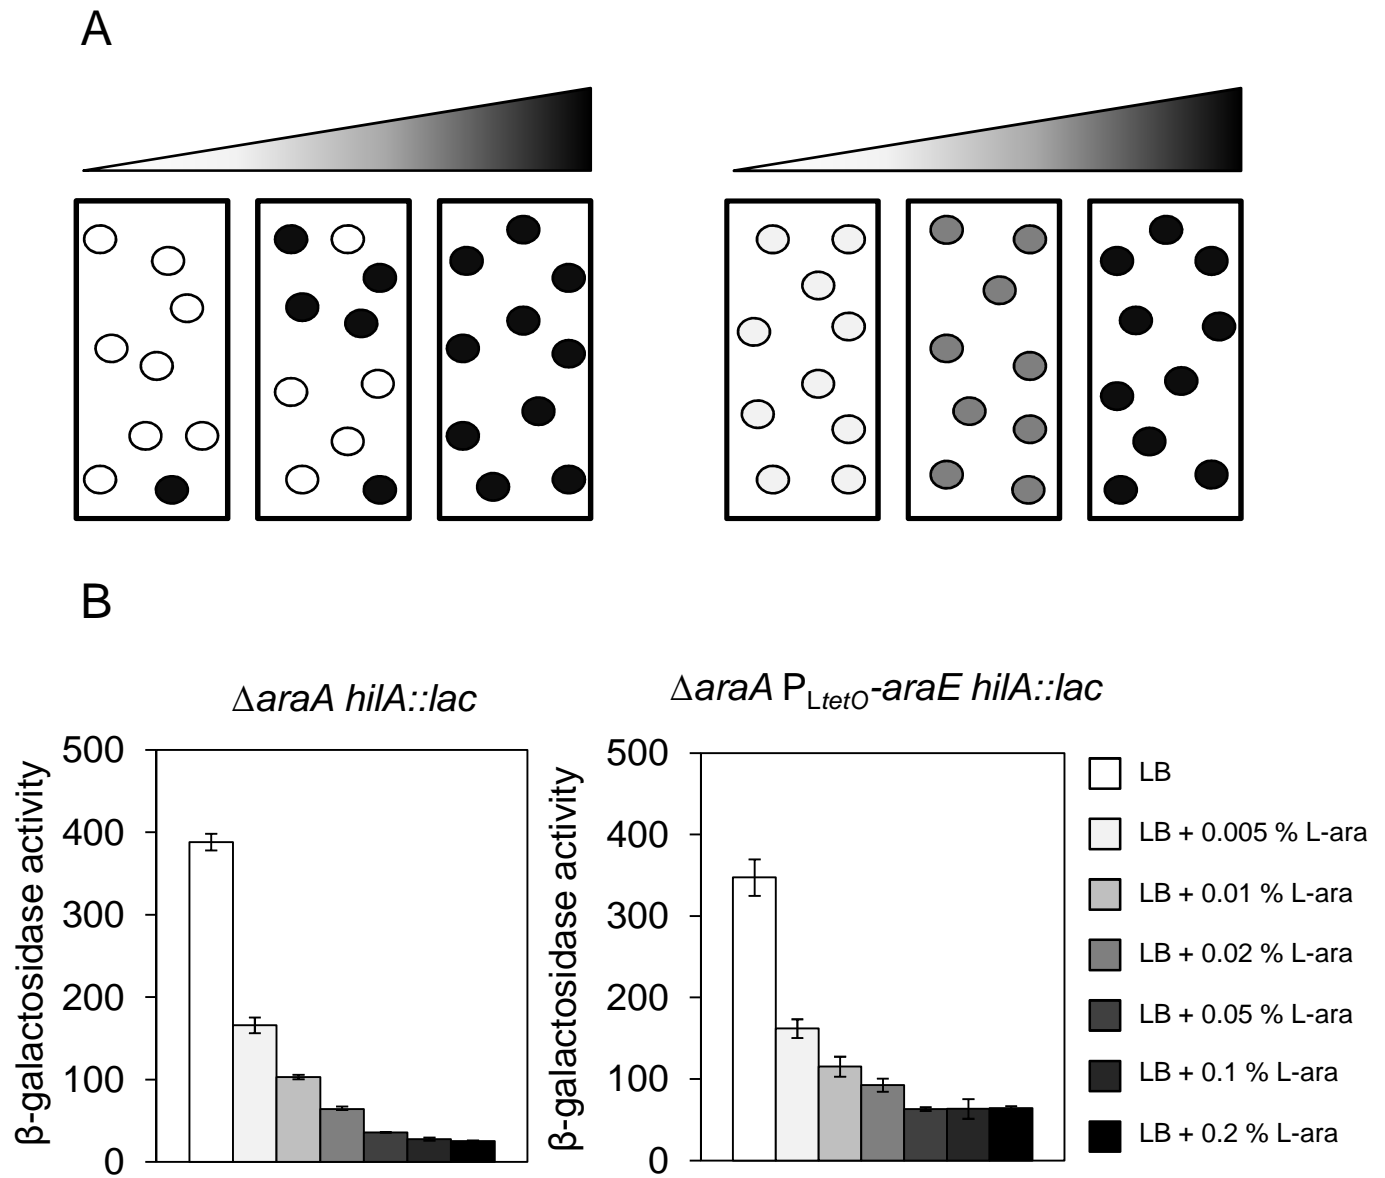 A
B
ΔaraA hilA::lac
ΔaraA PLtetO-araE hilA::lac
β-galactosidase activity
500
400
300
200
100
0
β-galactosidase activity
500
400
300
200
100
0
LB
LB + 0.005 % L-ara
LB + 0.01 % L-ara
LB + 0.02 % L-ara
LB + 0.05 % L-ara
LB + 0.1 % L-ara
LB + 0.2 % L-ara